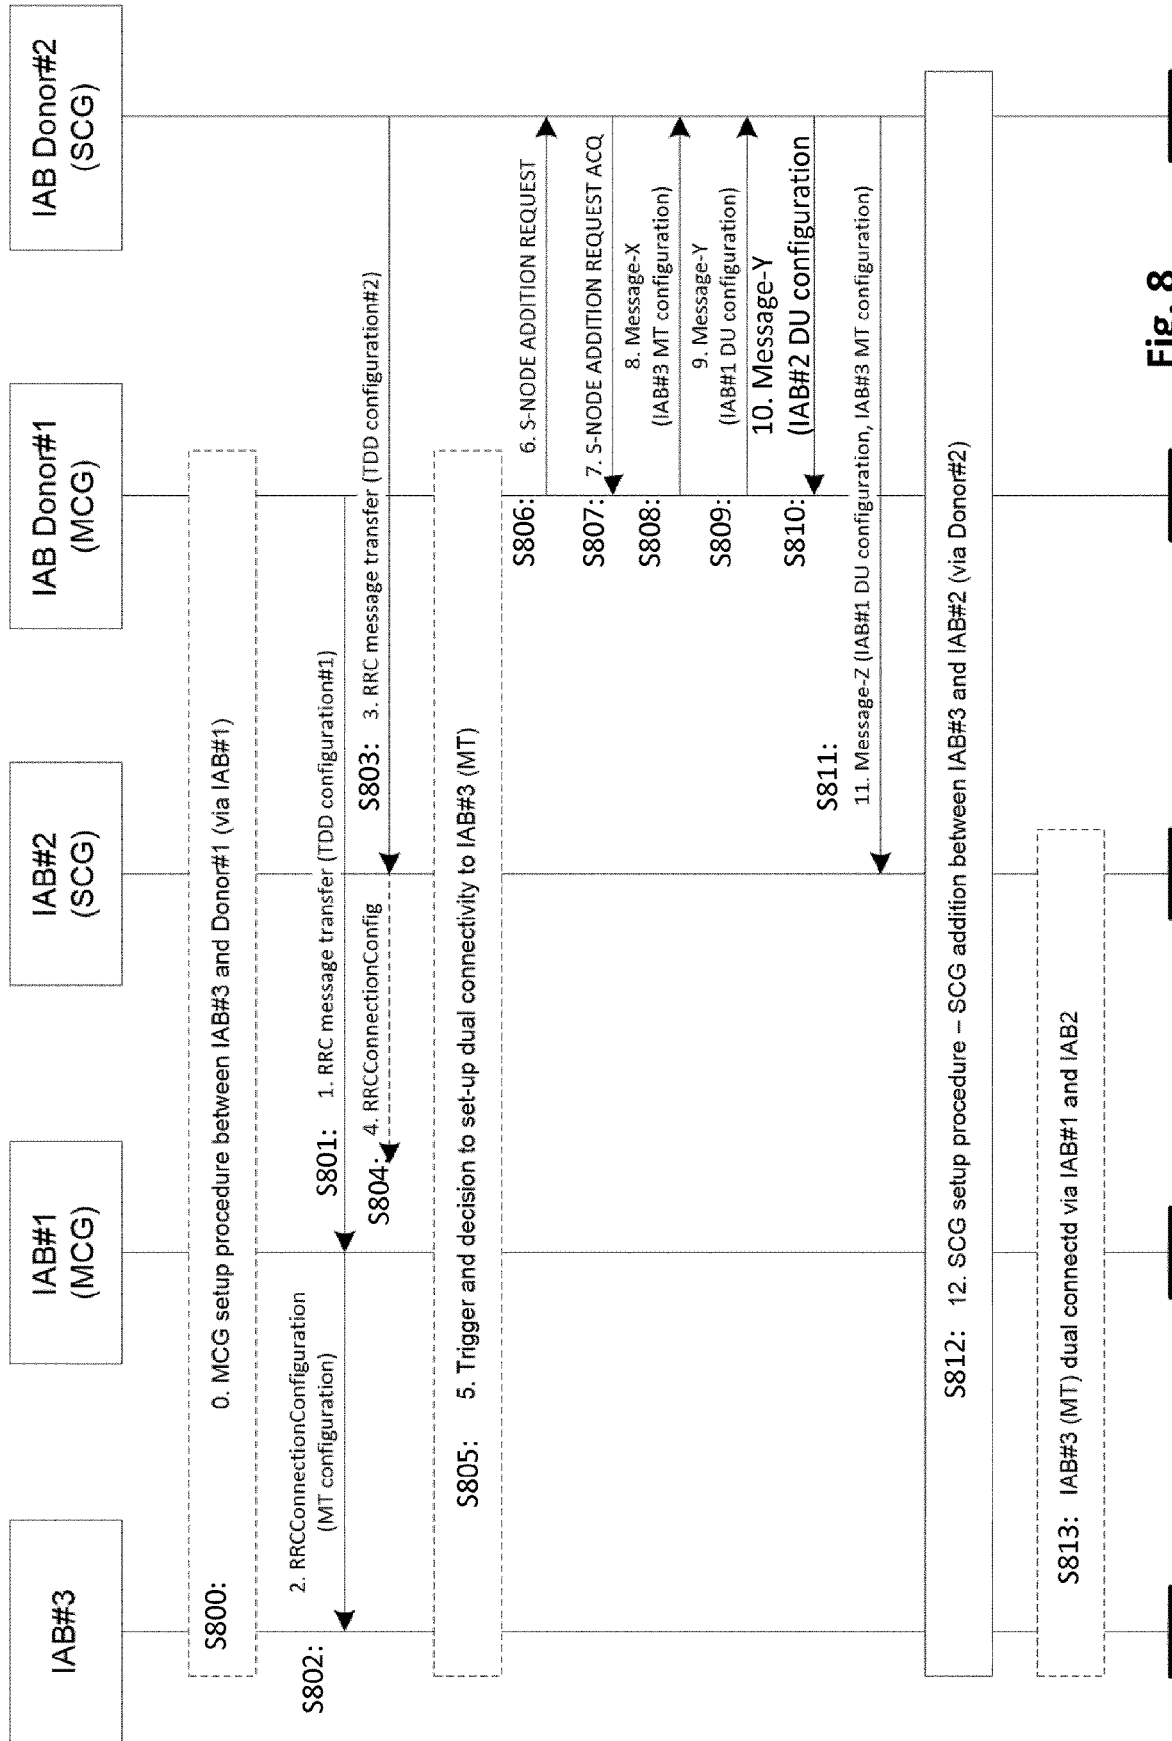 IAB#3
IAB#1
(MCG)
IAB#2
(SCG)
IAB Donor#1
(MCG)
IAB Donor#2
(SCG)
S800:
0. MCG setup procedure between IAB#3 and Donor#1 (via IAB#1)
S801:
1. RRC message transfer (TDD configuration#1)
S802:
2. RRCConnectionConfiguration
(MT configuration)
S803:
3. RRC message transfer (TDD configuration#2)
S804:
4. RRCConnectionConfig
S805:
5. Trigger and decision to set-up dual connectivity to IAB#3 (MT)
S806:
6. S-NODE ADDITION REQUEST
S807:
7. S-NODE ADDITION REQUEST ACQ
S808:
8. Message-X
(IAB#3 MT configuration)
S809:
9. Message-Y
(IAB#1 DU configuration)
S810:
10. Message-Y
(IAB#2 DU configuration
S811:
11. Message-Z (IAB#1 DU configuration, IAB#3 MT configuration)
S812:
12. SCG setup procedure – SCG addition between IAB#3 and IAB#2 (via Donor#2)
S813:
IAB#3 (MT) dual connectd via IAB#1 and IAB2
Fig. 8